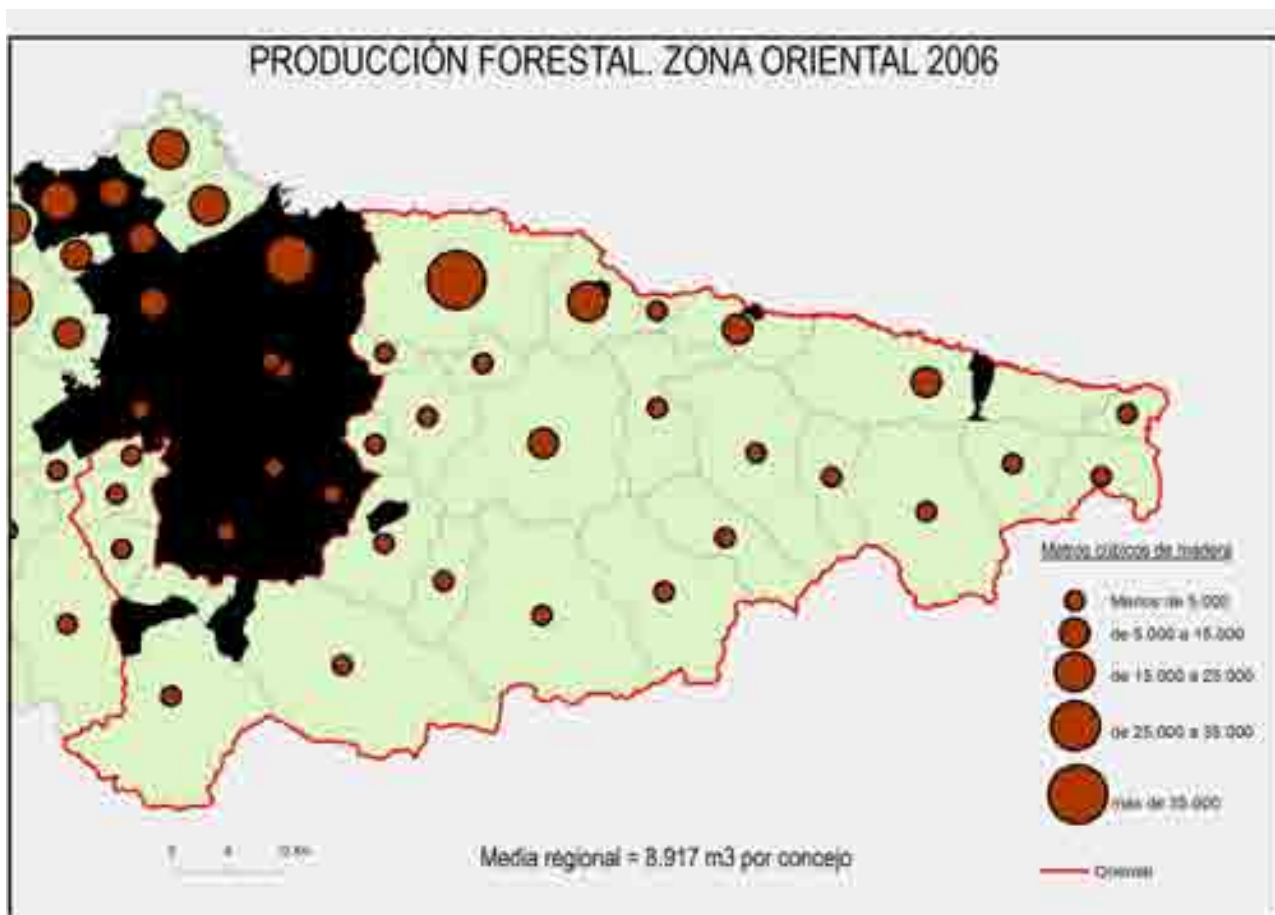 PRODUCCIÓN FORESTAL. ZONA ORIENTAL 2006
Metros cúbicos de madera
Menos de 5.000
de 5.000 a 15.000
de 15.000 a 25.000
de 25.000 a 35.000
más de 35.000
Media regional = 8.917 m3 por concejo